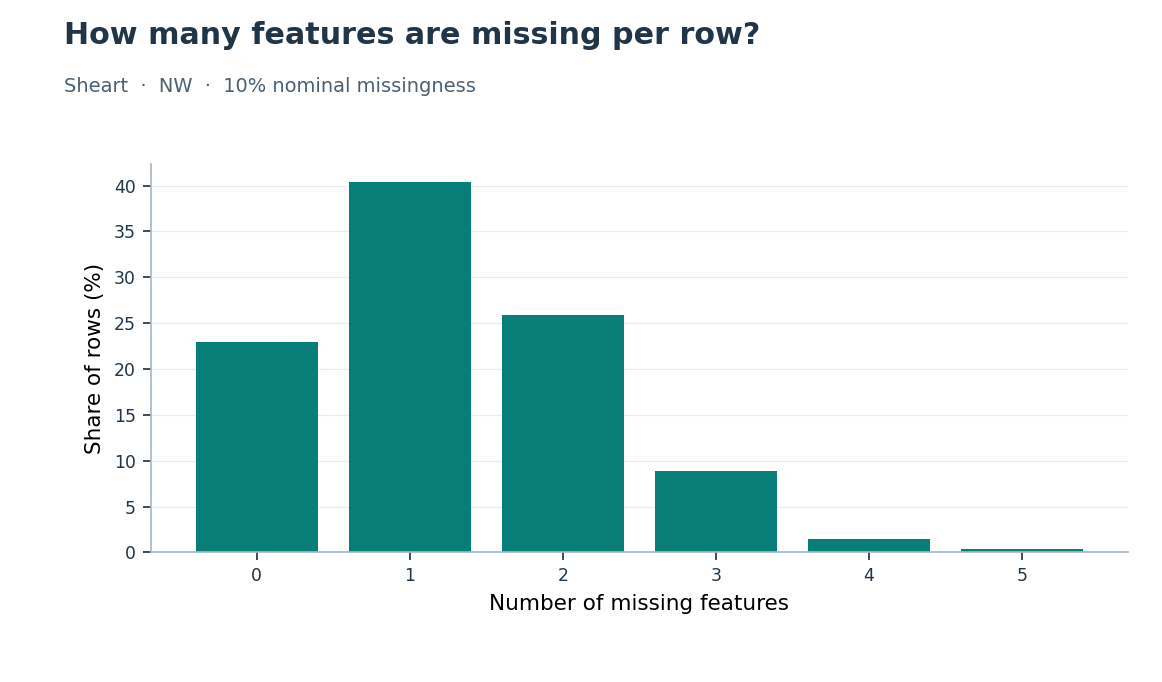 How many features are missing per row?
Sheart · NW · 10% nominal missingness
40
35
30
25
20
15
10
5
0
Share of rows (%)
0 1 2 3 4 5
Number of missing features